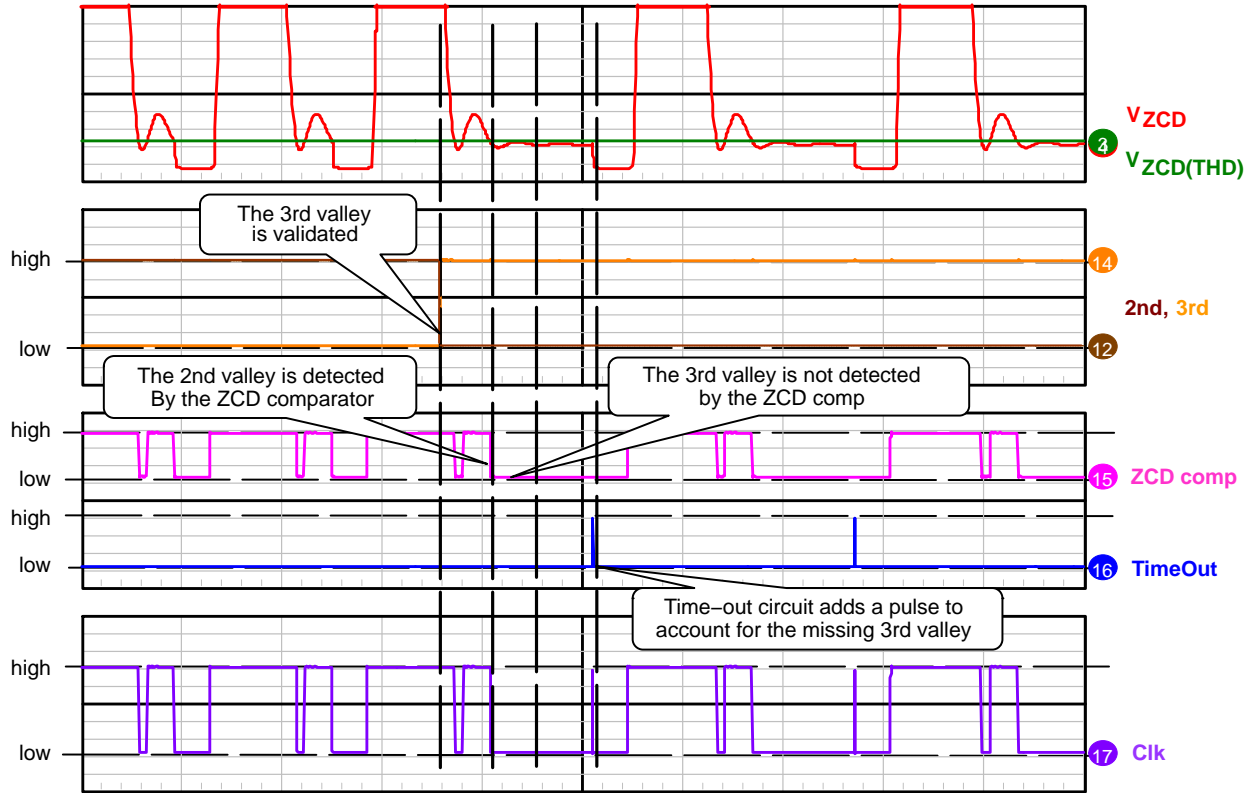 VZCD
3
4
VZCD(THD)
The 3rd valley
is validated
high
14
2nd, 3rd
low
12
The 2nd valley is detected
By the ZCD comparator
The 3rd valley is not detected
by the ZCD comp
high
low
15
ZCD comp
high
low
16
TimeOut
Time−out circuit adds a pulse to
account for the missing 3rd valley
high
low
17
Clk